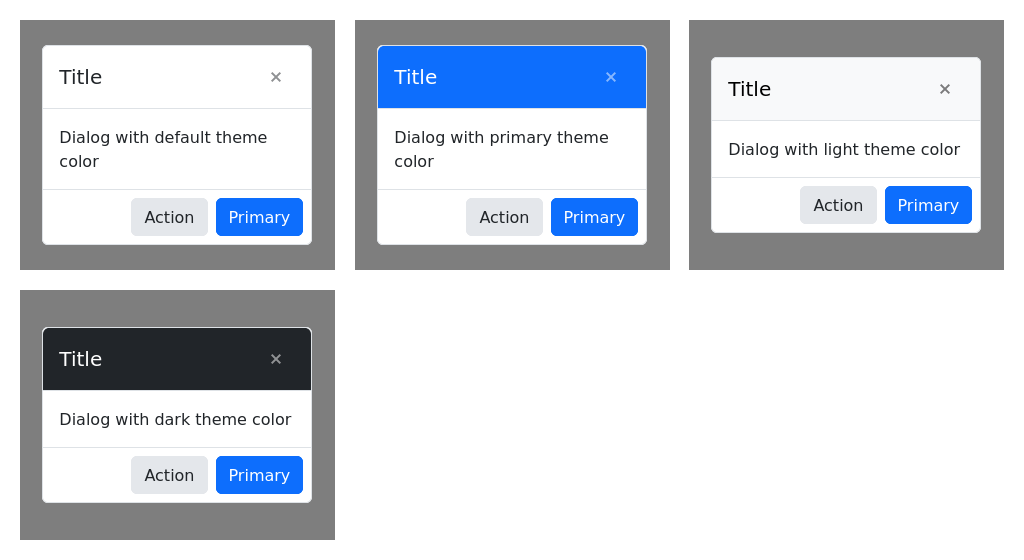 Title ×
Dialog with default theme
color
Action Primary
Title ×
Dialog with primary theme
color
Action Primary
Title ×
Dialog with light theme color
Action Primary
Title ×
Dialog with dark theme color
Action Primary